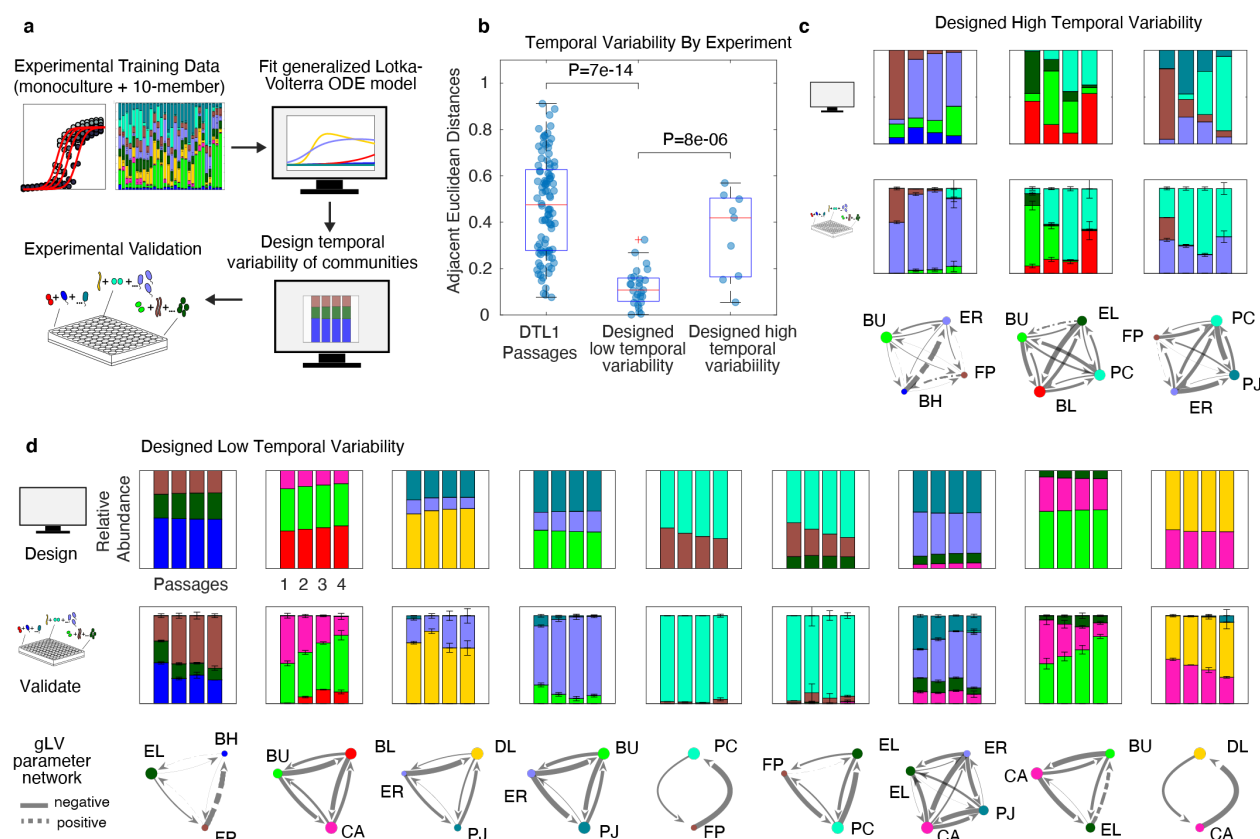 a
Experimental Training Data
(monoculture + 10-member)
Fit generalized Lotka-
Volterra ODE model
Experimental Validation
Design temporal
variability of communities
b
Temporal Variability By Experiment
P=7e-14
P=8e-06
Adjacent Euclidean Distances
1
0.8
0.6
0.4
0.2
0
DTL1
Passages
Designed
low temporal
variability
Designed high
temporal
variabiility
c
Designed High Temporal Variability
BU
ER
FP
BH
BU
EL
PC
BL
FP
PC
PJ
ER
d
Designed Low Temporal Variability
Design
Relative
Abundance
Passages
1 2 3 4
Validate
gLV
parameter
network
negative
positive
EL
BH
FP
BU
BL
CA
ER
DL
PJ
ER
BU
PJ
PC
FP
FP
EL
PC
EL
ER
PJ
CA
CA
BU
EL
DL
CA